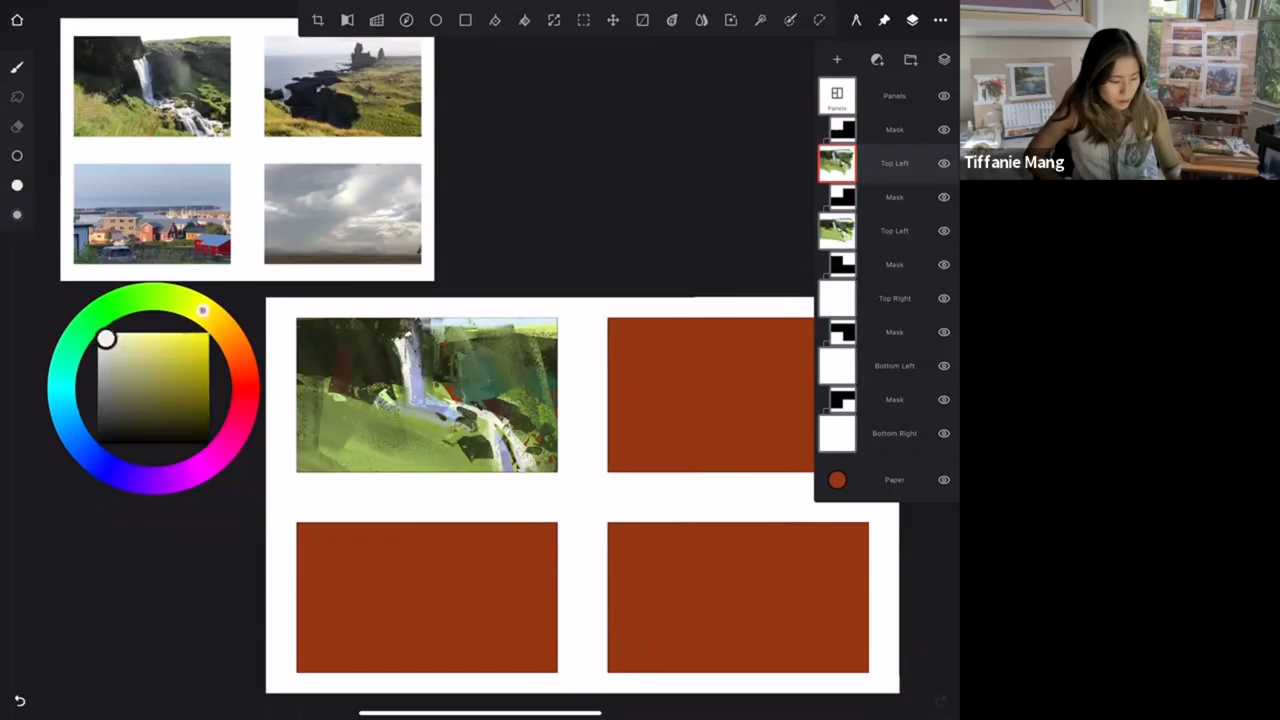 Panels
Panels
Mask
Top Left
Mask
Top Left
Mask
Top Right
Mask
Bottom Left
Mask
Bottom Right
Paper
Tiffanie Mang